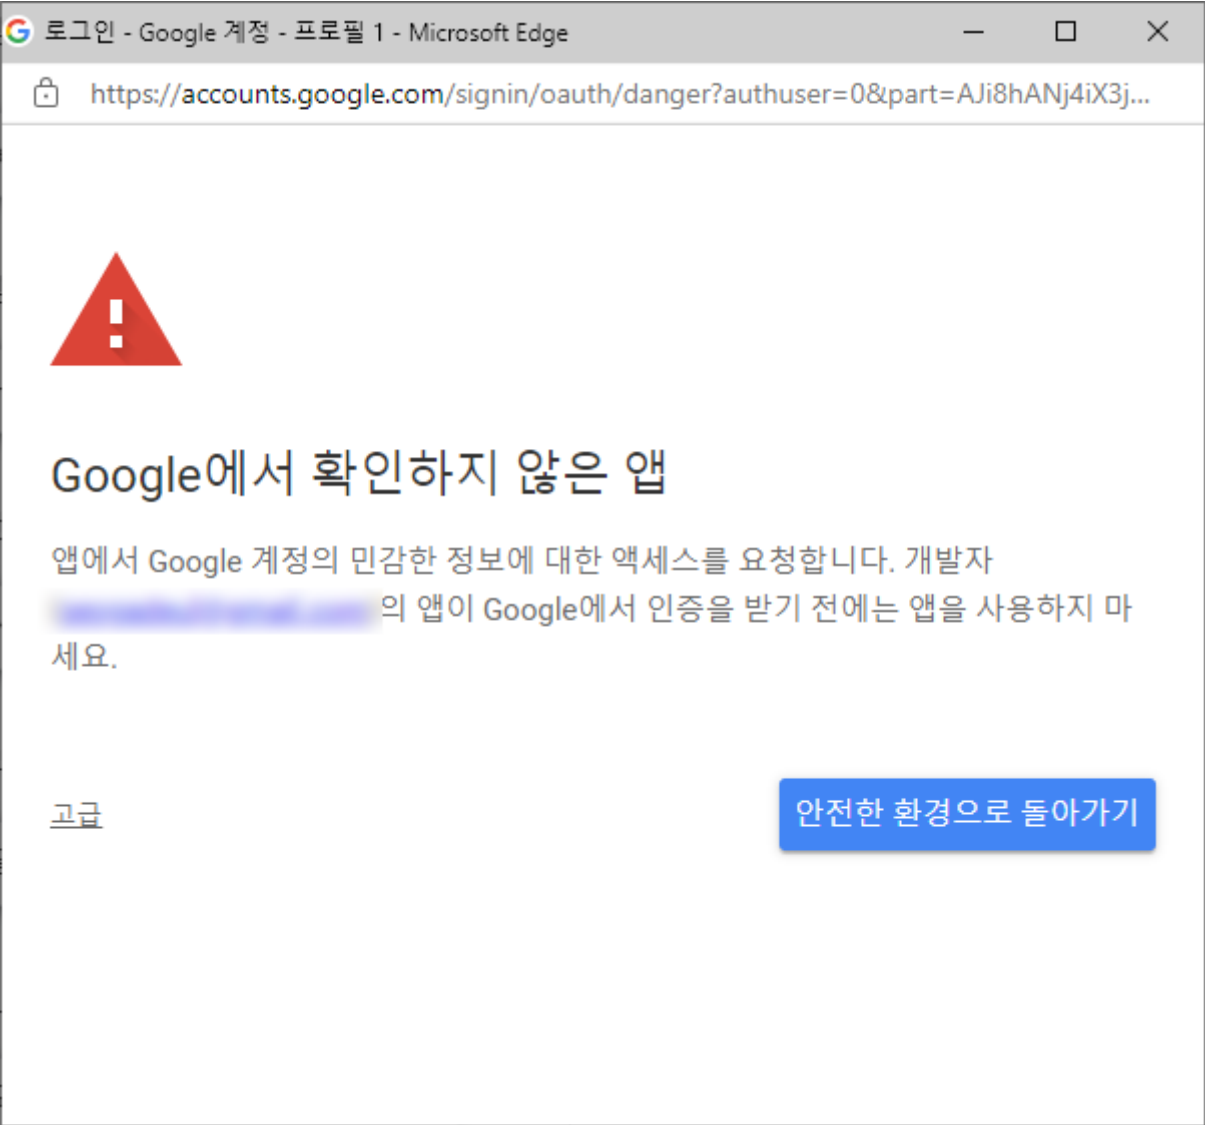 로그인 - Google 계정 - 프로필 1 - Microsoft Edge
https://accounts.google.com/signin/oauth/danger?authuser=0&part=AJi8hANj4iX3j...
Google에서 확인하지 않은 앱
앱에서 Google 계정의 민감한 정보에 대한 액세스를 요청합니다. 개발자
의 앱이 Google에서 인증을 받기 전에는 앱을 사용하지 마
세요.
고급
안전한 환경으로 돌아가기